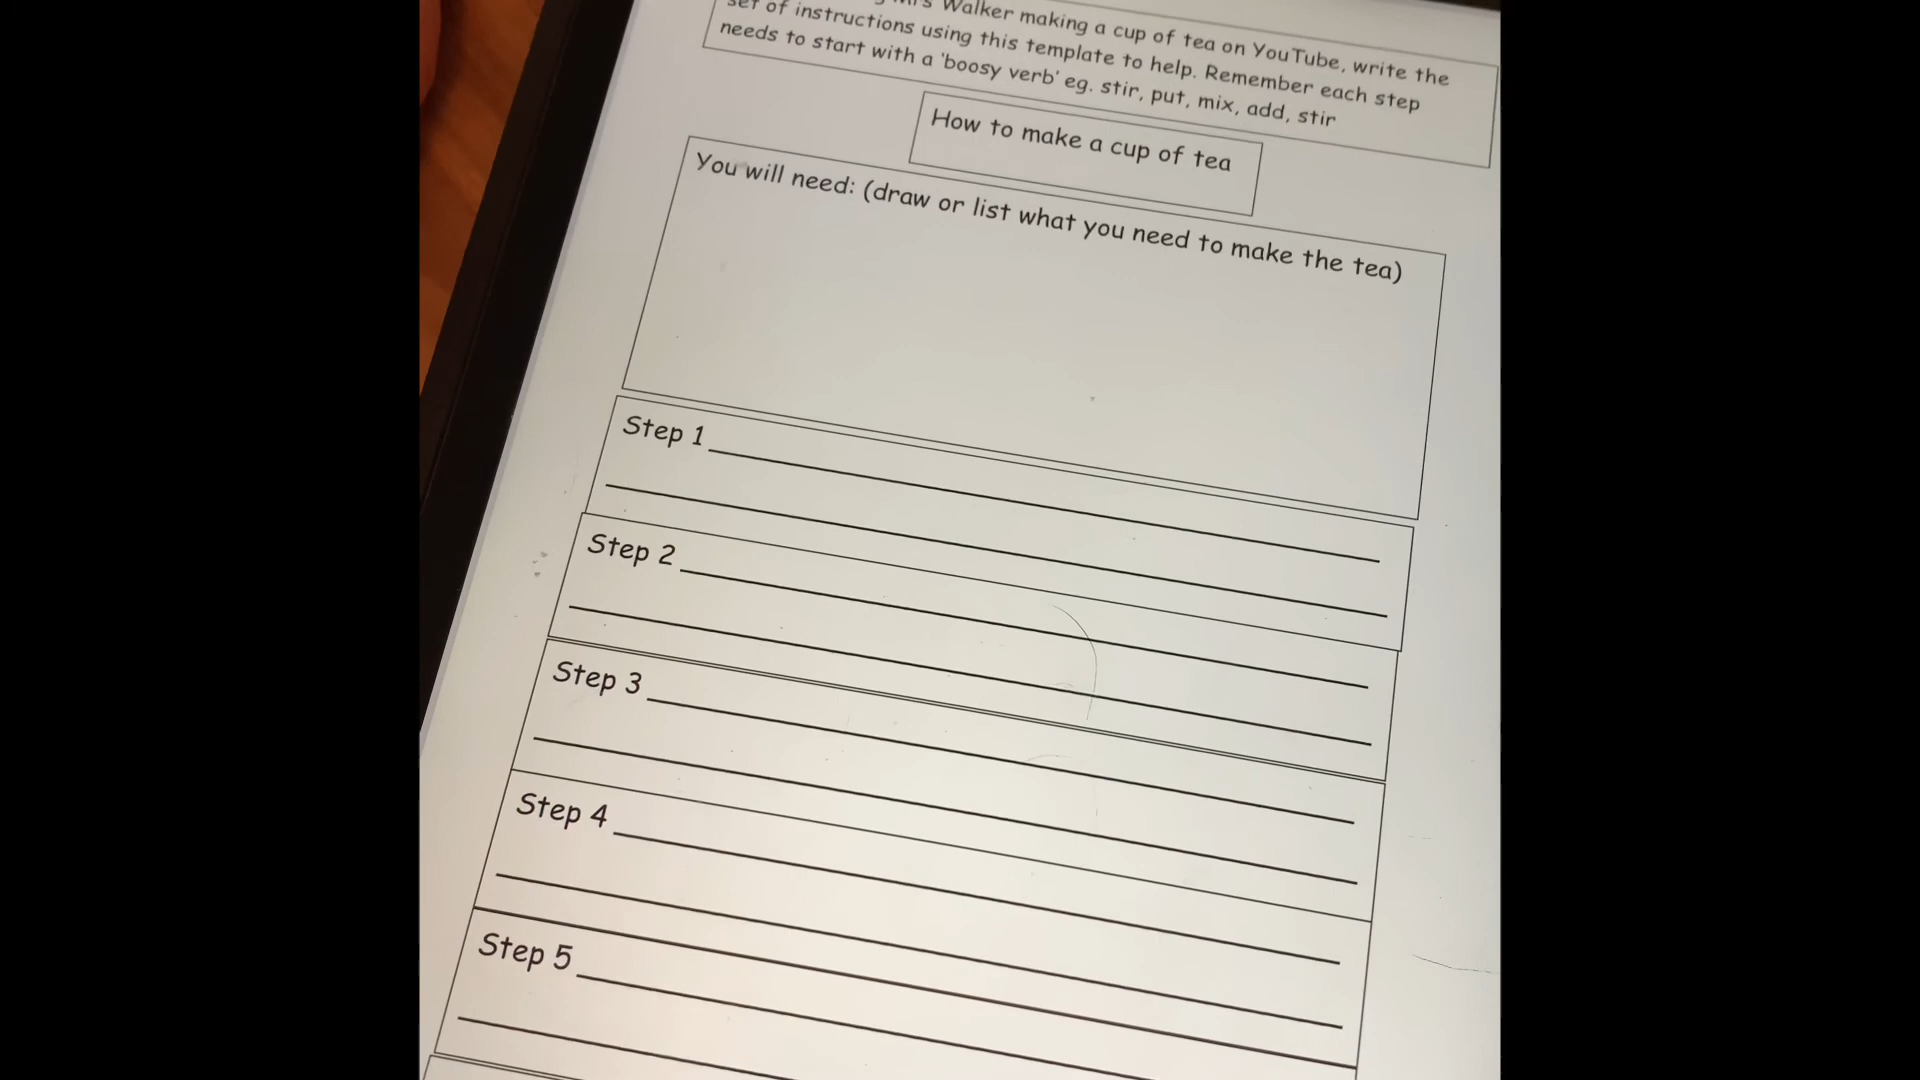 Walker making a cup of tea on YouTube, write the
set of instructions using this template to help. Remember each step
needs to start with a 'boosy verb' eg. stir, put, mix, add, stir
How to make a cup of tea
You will need: (draw or list what you need to make the tea)
Step 1
Step 2
Step 3
Step 4
Step 5